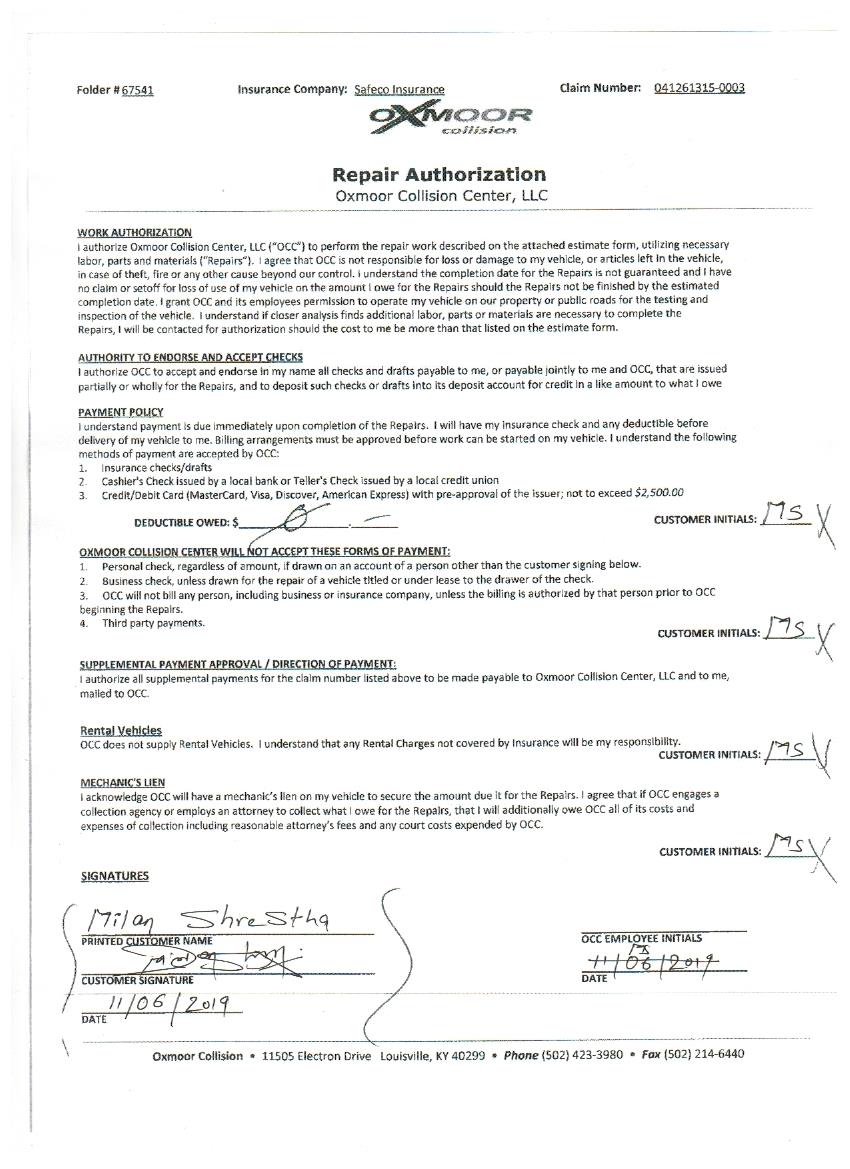 Folder # 67541 Insurance Company: Safeco Insurance Claim Number: 041261315-0003
OXMOOR
collision
Repair Authorization
Oxmoor Collision Center, LLC
WORK AUTHORIZATION
I authorize Oxmoor Collision Center, LLC ("OCC") to perform the repair work described on the attached estimate form, utilizing necessary
labor, parts and materials ("Repairs"). I agree that OCC is not responsible for loss or damage to my vehicle, or articles left in the vehicle,
in case of theft, fire or any other cause beyond our control. I understand the completion date for the Repairs is not guaranteed and I have
no claim or setoff for loss of use of my vehicle on the amount I owe for the Repairs should the Repairs not be finished by the estimated
completion date. I grant OCC and its employees permission to operate my vehicle on our property or public roads for the testing and
inspection of the vehicle. I understand if closer analysis finds additional labor, parts or materials are necessary to complete the
Repairs, I will be contacted for authorization should the cost to me be more than that listed on the estimate form.
AUTHORITY TO ENDORSE AND ACCEPT CHECKS
I authorize OCC to accept and endorse in my name all checks and drafts payable to me, or payable jointly to me and OCC, that are issued
partially or wholly for the Repairs, and to deposit such checks or drafts into its deposit account for credit in a like amount to what I owe
PAYMENT POLICY
I understand payment is due immediately upon completion of the Repairs. I will have my insurance check and any deductible before
delivery of my vehicle to me. Billing arrangements must be approved before work can be started on my vehicle. I understand the following
methods of payment are accepted by OCC:
1. Insurance checks/drafts
2. Cashier's Check issued by a local bank or Teller's Check issued by a local credit union
3. Credit/Debit Card (MasterCard, Visa, Discover, American Express) with pre-approval of the issuer; not to exceed $2,500.00
DEDUCTIBLE OWED: $ 0 . — CUSTOMER INITIALS: MS X
OXMOOR COLLISION CENTER WILL NOT ACCEPT THESE FORMS OF PAYMENT:
1. Personal check, regardless of amount, if drawn on an account of a person other than the customer signing below.
2. Business check, unless drawn for the repair of a vehicle titled or under lease to the drawer of the check.
3. OCC will not bill any person, including business or insurance company, unless the billing is authorized by that person prior to OCC
beginning the Repairs.
4. Third party payments.
CUSTOMER INITIALS: MS X
SUPPLEMENTAL PAYMENT APPROVAL / DIRECTION OF PAYMENT:
I authorize all supplemental payments for the claim number listed above to be made payable to Oxmoor Collision Center, LLC and to me,
mailed to OCC.
Rental Vehicles
OCC does not supply Rental Vehicles. I understand that any Rental Charges not covered by Insurance will be my responsibility.
CUSTOMER INITIALS: MS X
MECHANIC'S LIEN
I acknowledge OCC will have a mechanic's lien on my vehicle to secure the amount due it for the Repairs. I agree that if OCC engages a
collection agency or employs an attorney to collect what I owe for the Repairs, that I will additionally owe OCC all of its costs and
expenses of collection including reasonable attorney's fees and any court costs expended by OCC.
CUSTOMER INITIALS: MS X
SIGNATURES
Milan Shrestha
PRINTED CUSTOMER NAME OCC EMPLOYEE INITIALS
11/06/2019
CUSTOMER SIGNATURE DATE
11/06/2019
DATE
Oxmoor Collision • 11505 Electron Drive Louisville, KY 40299 • Phone (502) 423-3980 • Fax (502) 214-6440